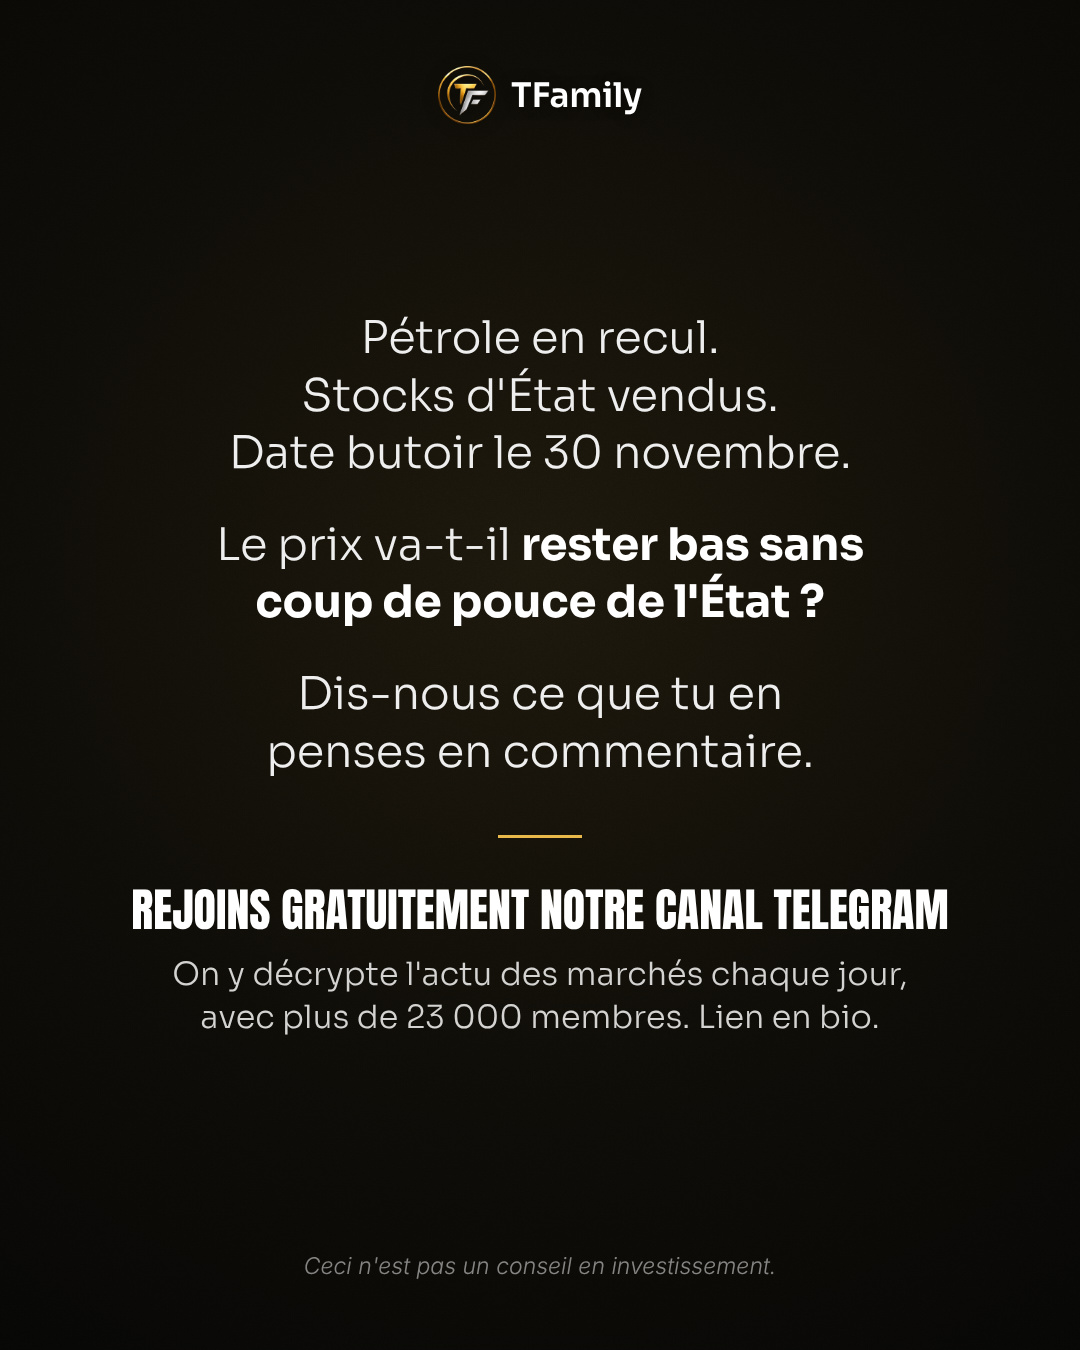 TF TFamily
Pétrole en recul.
Stocks d'État vendus.
Date butoir le 30 novembre.
Le prix va-t-il rester bas sans
coup de pouce de l'État ?
Dis-nous ce que tu en
penses en commentaire.
REJOINS GRATUITEMENT NOTRE CANAL TELEGRAM
On y décrypte l'actu des marchés chaque jour,
avec plus de 23 000 membres. Lien en bio.
Ceci n'est pas un conseil en investissement.